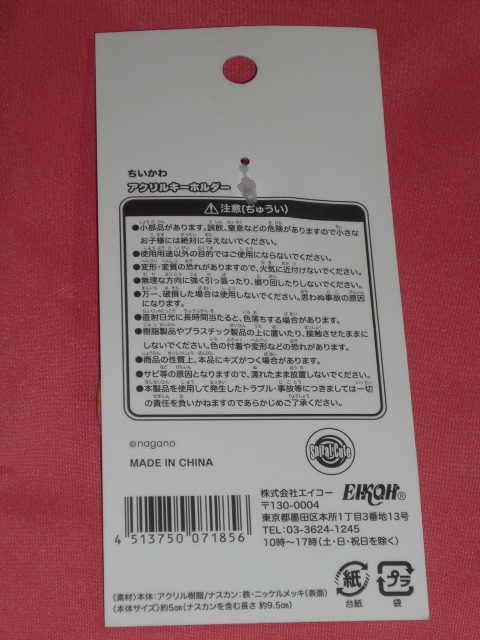 ちいかわ
アクリルキーホルダー
⚠注意(ちゅうい)
●小部品があります。誤飲、窒息などの危険がありますので小さな
お子様には絶対に与えないでください。
●使用用途以外の目的ではご使用にならないでください。
●変形・変質の恐れがありますので、火気に近付けないでください。
●無理な方向に強く引っ張ったり、振り回したりしないでください。
●万一、破損した場合は使用しないでください。思わぬ事故の原因
になります。
●直射日光に長時間当たると、色落ちする場合があります。
●樹脂製品やプラスチック製品の上に置いたり、接触させたままに
しないでください。色の付着や変形などの恐れがあります。
●商品の性質上、本品にキズがつく場合があります。
●サビ等の原因となりますので、濡れたまま放置しないでください。
●本製品を使用して発生したトラブル・事故等につきましては一切
の責任を負いかねますのであらかじめご了承ください。
©nagano
MADE IN CHINA
Spiral Cute
株式会社エイコー EIKOH®
〒130-0004
東京都墨田区本所1丁目3番地13号
TEL:03-3624-1245
10時〜17時(土・日・祝日を除く)
4 513750 071856
紙 プラ
台紙 袋
〈素材〉本体:アクリル樹脂/ナスカン:鉄・ニッケルメッキ(表面)
〈本体サイズ〉約5cm(ナスカンを含む長さ 約9.5cm)